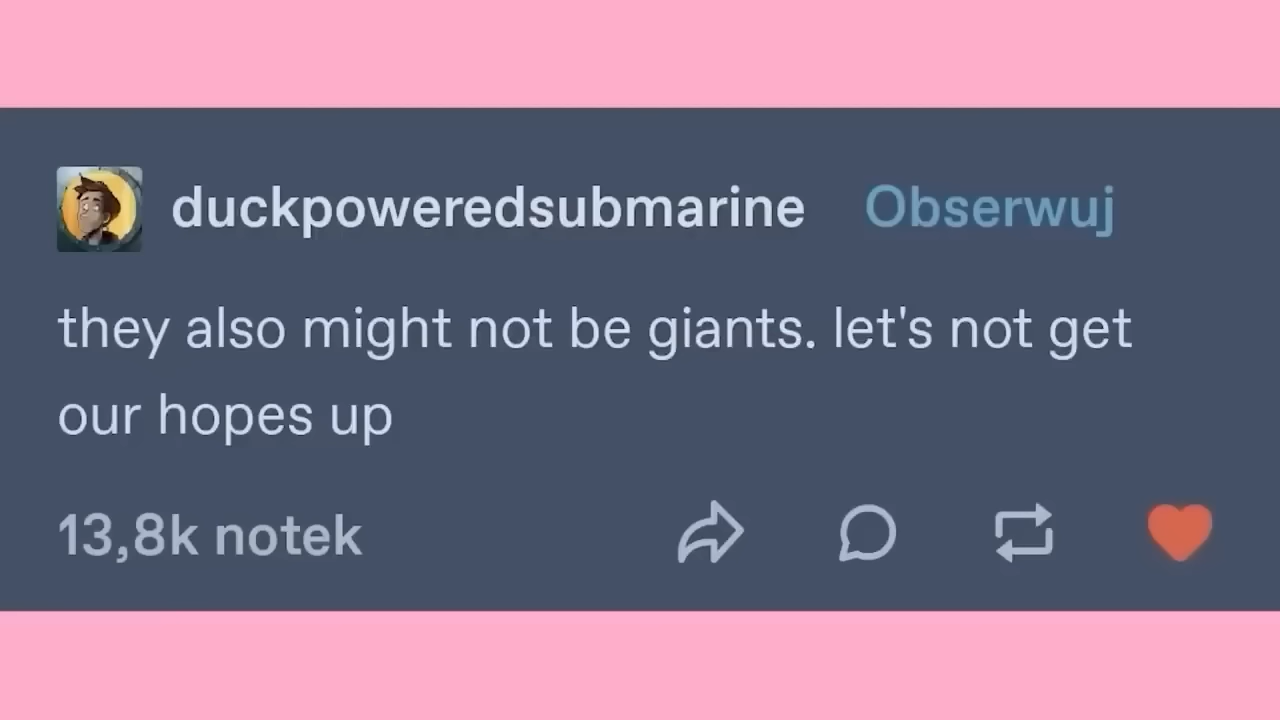 duckpoweredsubmarine Obserwuj
they also might not be giants. let's not get
our hopes up
13,8k notek